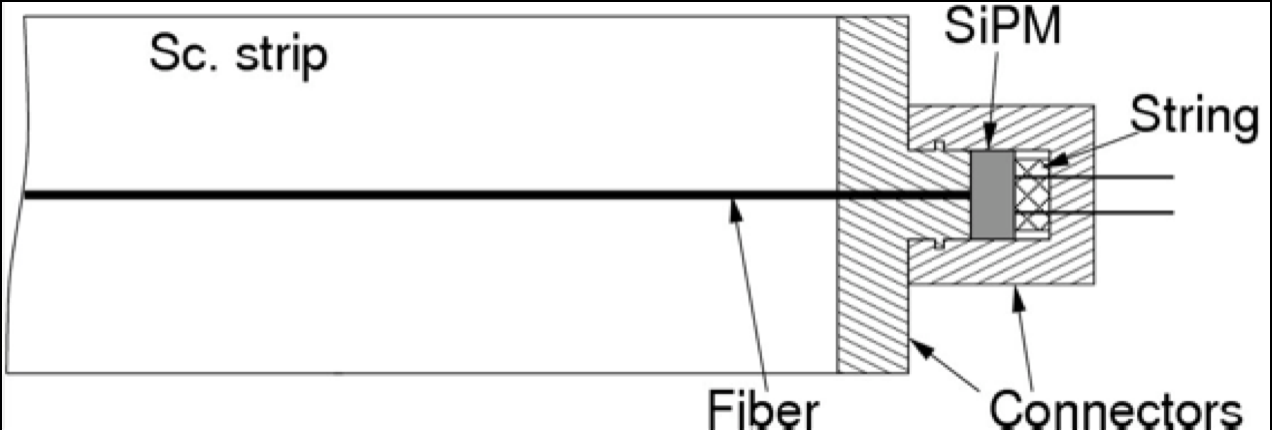 SiPM
Sc. strip
String
Fiber
Connectors